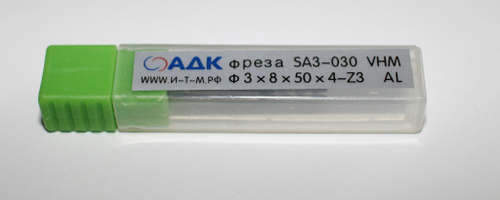 АДК фреза SA3-030 VHM
WWW.И-Т-М.РФ Ф 3 × 8 × 50 × 4-Z3 AL